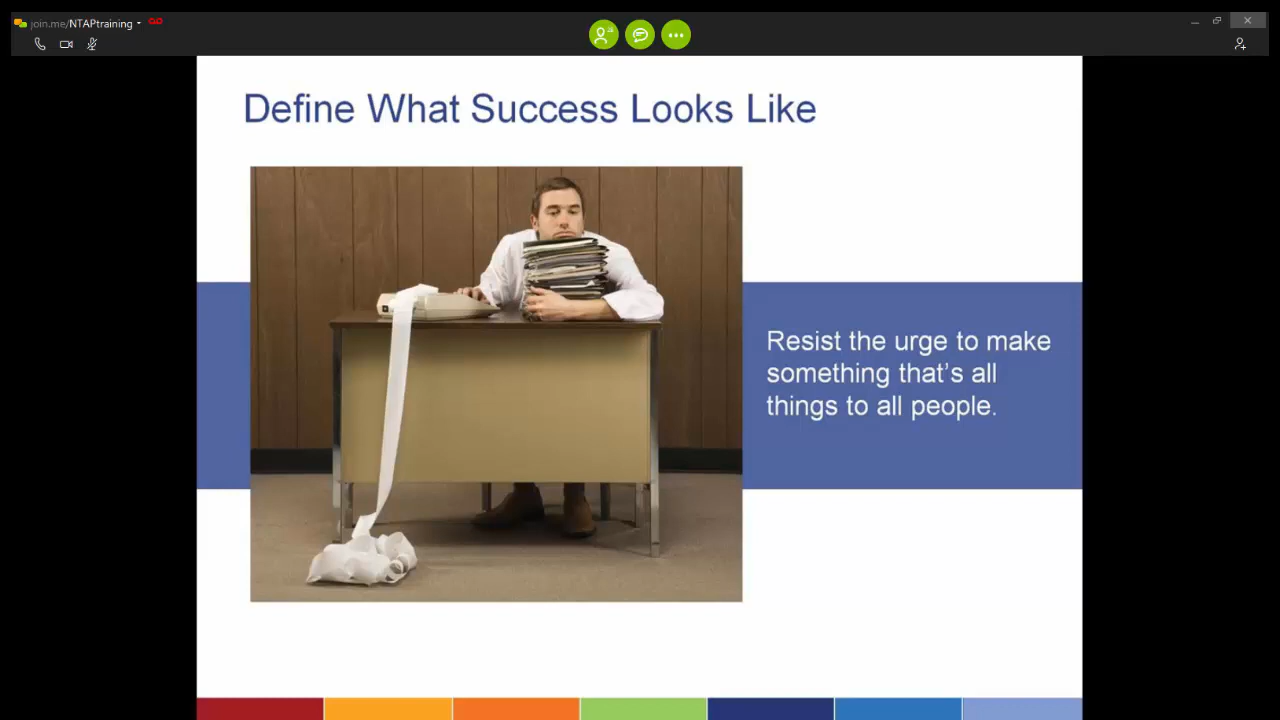 join.me/NTAPtraining
Define What Success Looks Like
Resist the urge to make
something that's all
things to all people.